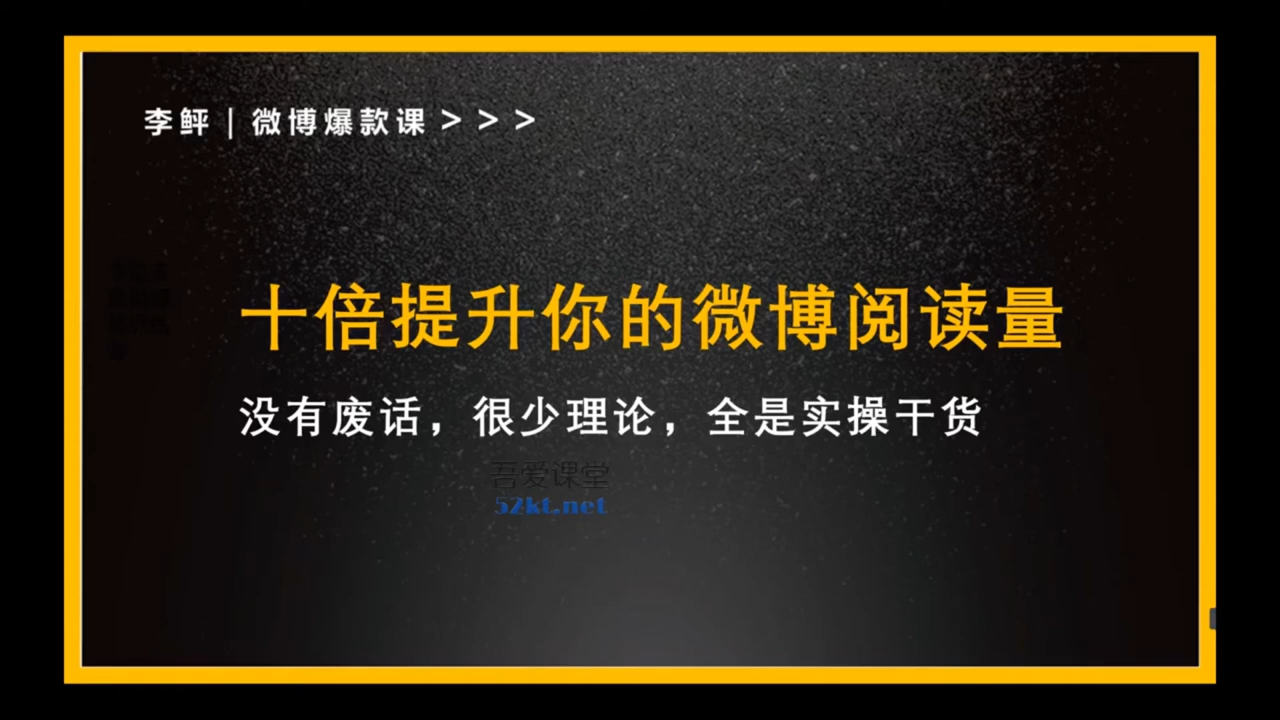 李鲆 | 微博爆款课 > > >
十倍提升你的微博阅读量
没有废话，很少理论，全是实操干货
吾爱课堂
52kt.net